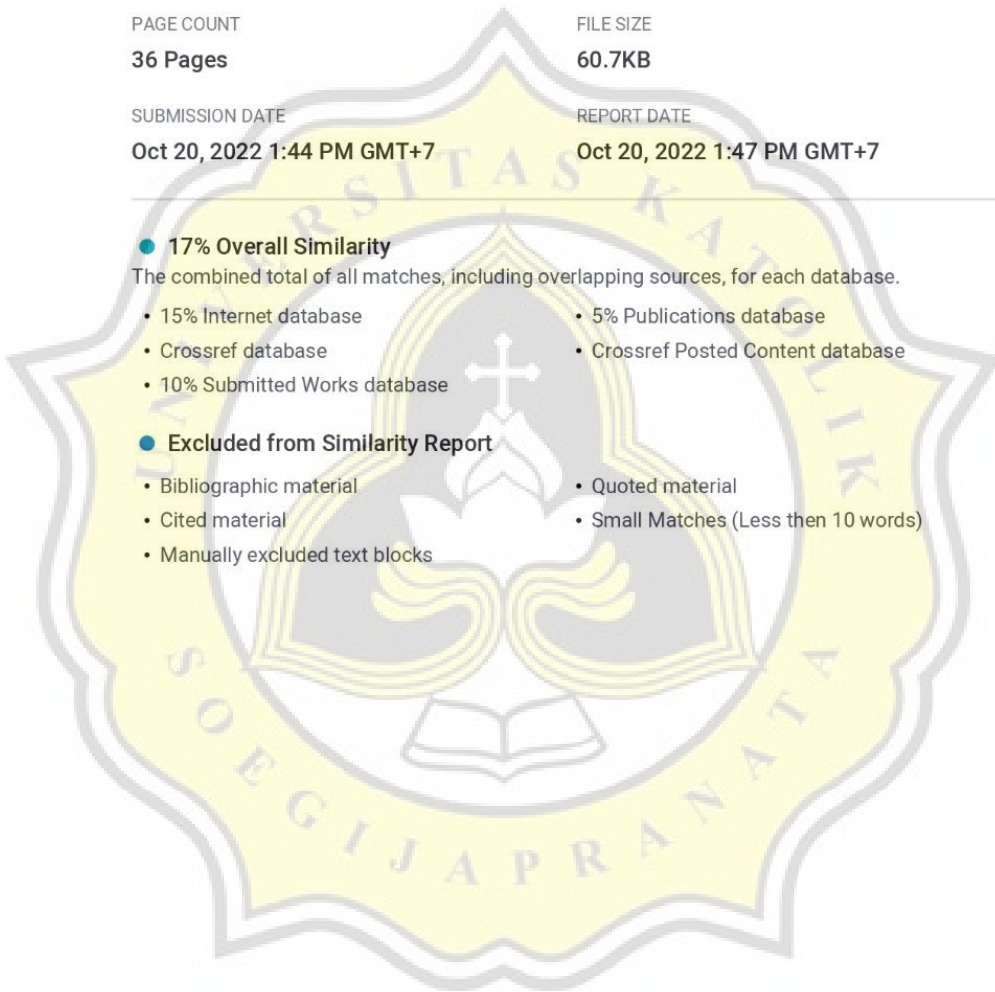 PAGE COUNT
36 Pages
FILE SIZE
60.7KB
SUBMISSION DATE
Oct 20, 2022 1:44 PM GMT+7
REPORT DATE
Oct 20, 2022 1:47 PM GMT+7
17% Overall Similarity
The combined total of all matches, including overlapping sources, for each database.
• 15% Internet database
• Crossref database
• 10% Submitted Works database
• 5% Publications database
• Crossref Posted Content database
Excluded from Similarity Report
• Bibliographic material
• Cited material
• Manually excluded text blocks
• Quoted material
• Small Matches (Less then 10 words)
UNIVERSITAS KATOLIK
SOEGIJAPRANATA